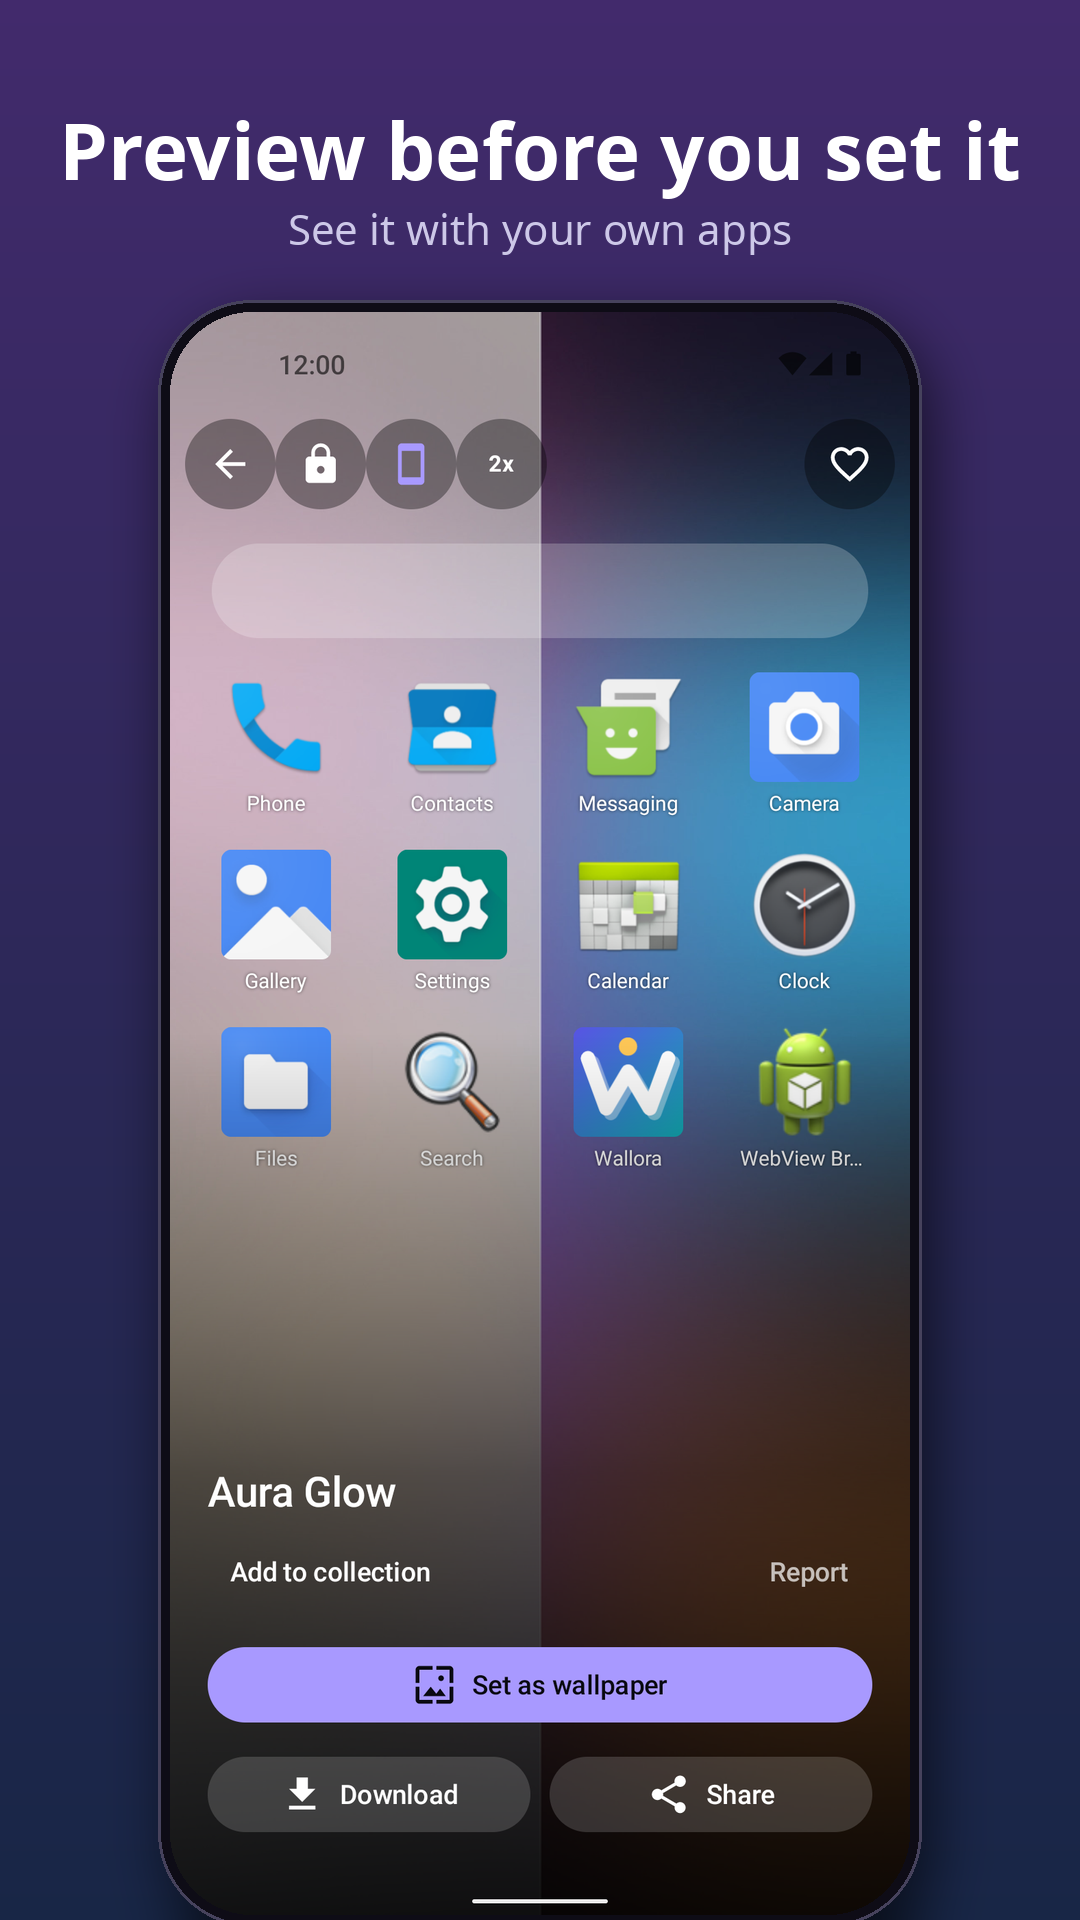 Preview before you set it
See it with your own apps
12:00
2x
Phone Contacts Messaging Camera
Gallery Settings Calendar Clock
Files Search Wallora WebView Br...
Aura Glow
Add to collection Report
Set as wallpaper
Download Share